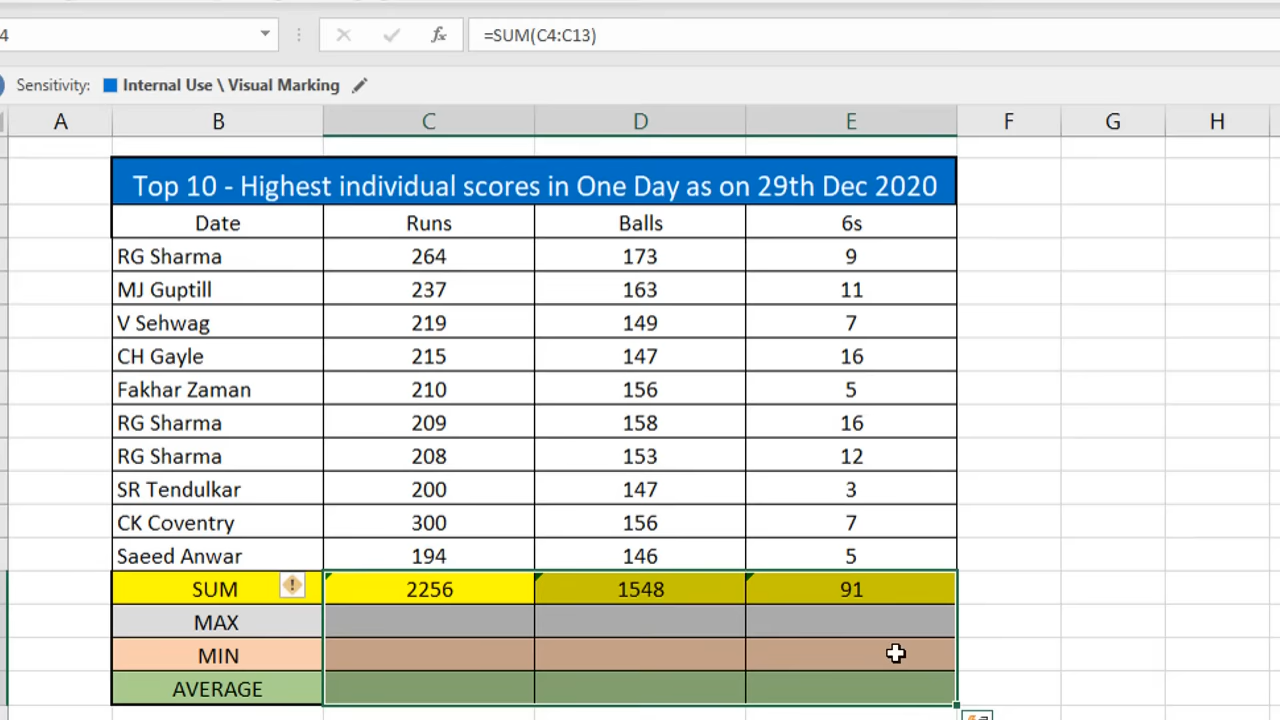 4 fx =SUM(C4:C13)
Sensitivity: Internal Use \ Visual Marking
A B C D E F G H
Top 10 - Highest individual scores in One Day as on 29th Dec 2020
Date Runs Balls 6s
RG Sharma 264 173 9
MJ Guptill 237 163 11
V Sehwag 219 149 7
CH Gayle 215 147 16
Fakhar Zaman 210 156 5
RG Sharma 209 158 16
RG Sharma 208 153 12
SR Tendulkar 200 147 3
CK Coventry 300 156 7
Saeed Anwar 194 146 5
SUM 2256 1548 91
MAX
MIN
AVERAGE